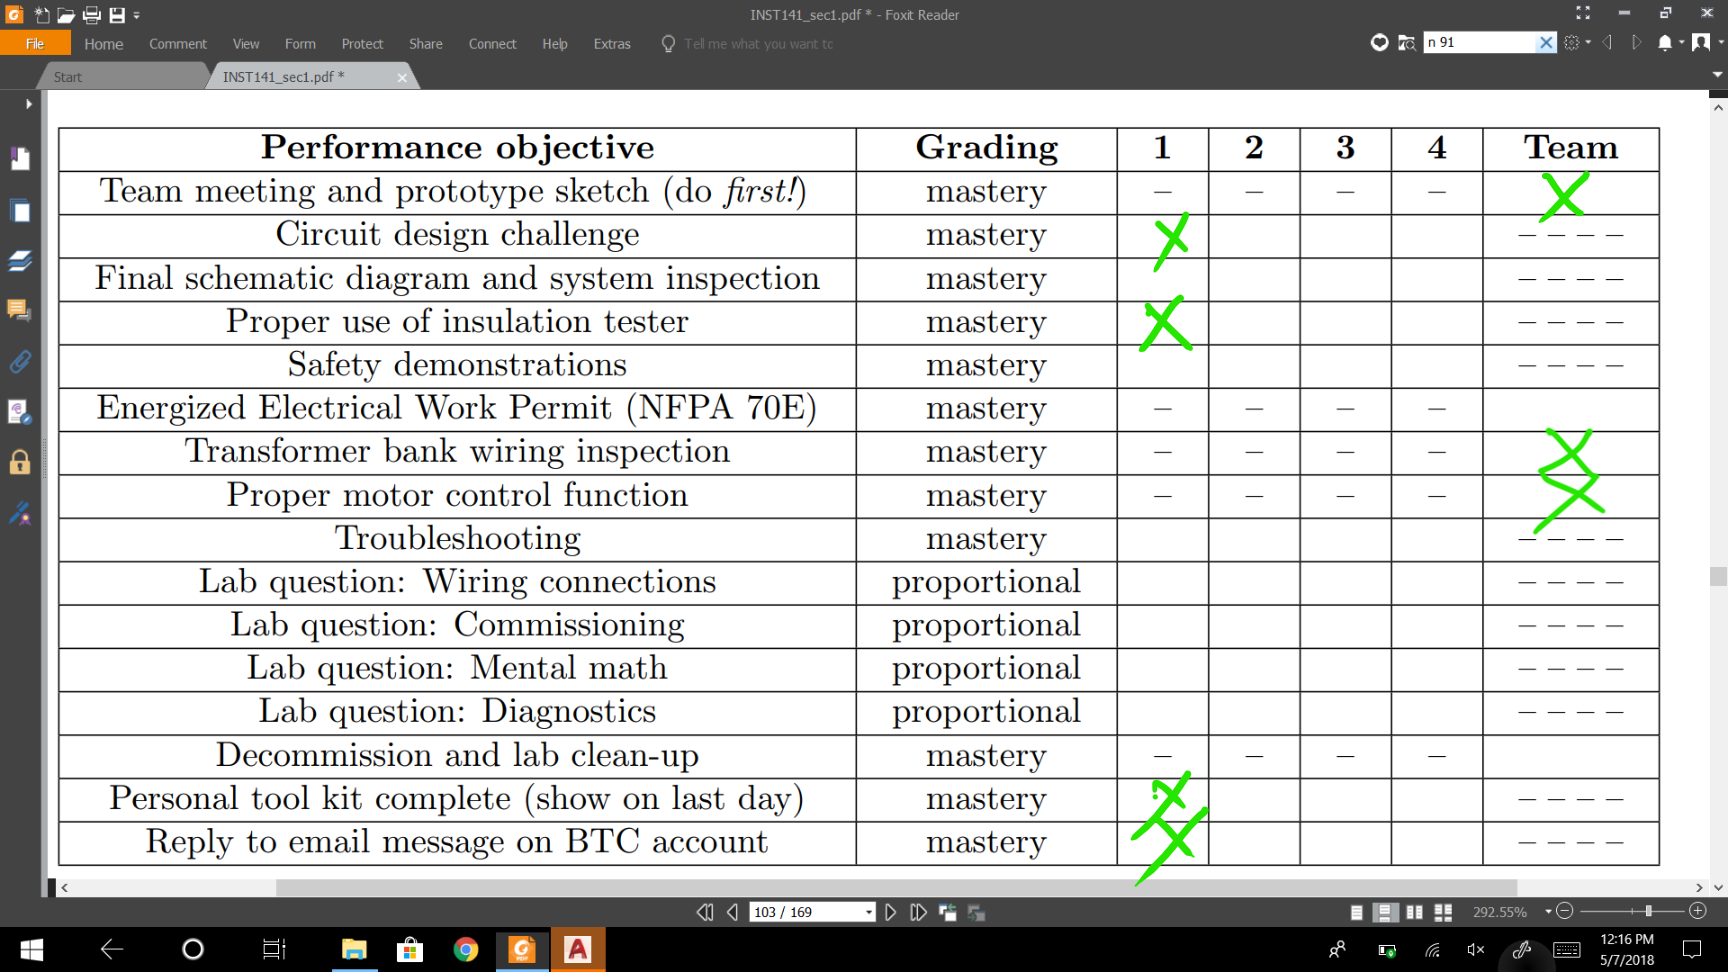 INST141_sec1.pdf * - Foxit Reader
File Home Comment View Form Protect Share Connect Help Extras Tell me what you want to n 91
Start INST141_sec1.pdf *
Performance objective Grading 1 2 3 4 Team
Team meeting and prototype sketch (do first!) mastery – – – – X
Circuit design challenge mastery X – – – –
Final schematic diagram and system inspection mastery – – – –
Proper use of insulation tester mastery X – – – –
Safety demonstrations mastery – – – –
Energized Electrical Work Permit (NFPA 70E) mastery – – – –
Transformer bank wiring inspection mastery – – – – X
Proper motor control function mastery – – – – X
Troubleshooting mastery – – – –
Lab question: Wiring connections proportional – – – –
Lab question: Commissioning proportional – – – –
Lab question: Mental math proportional – – – –
Lab question: Diagnostics proportional – – – –
Decommission and lab clean-up mastery – – – –
Personal tool kit complete (show on last day) mastery X – – – –
Reply to email message on BTC account mastery X – – – –
103 / 169 292.55%
12:16 PM
5/7/2018